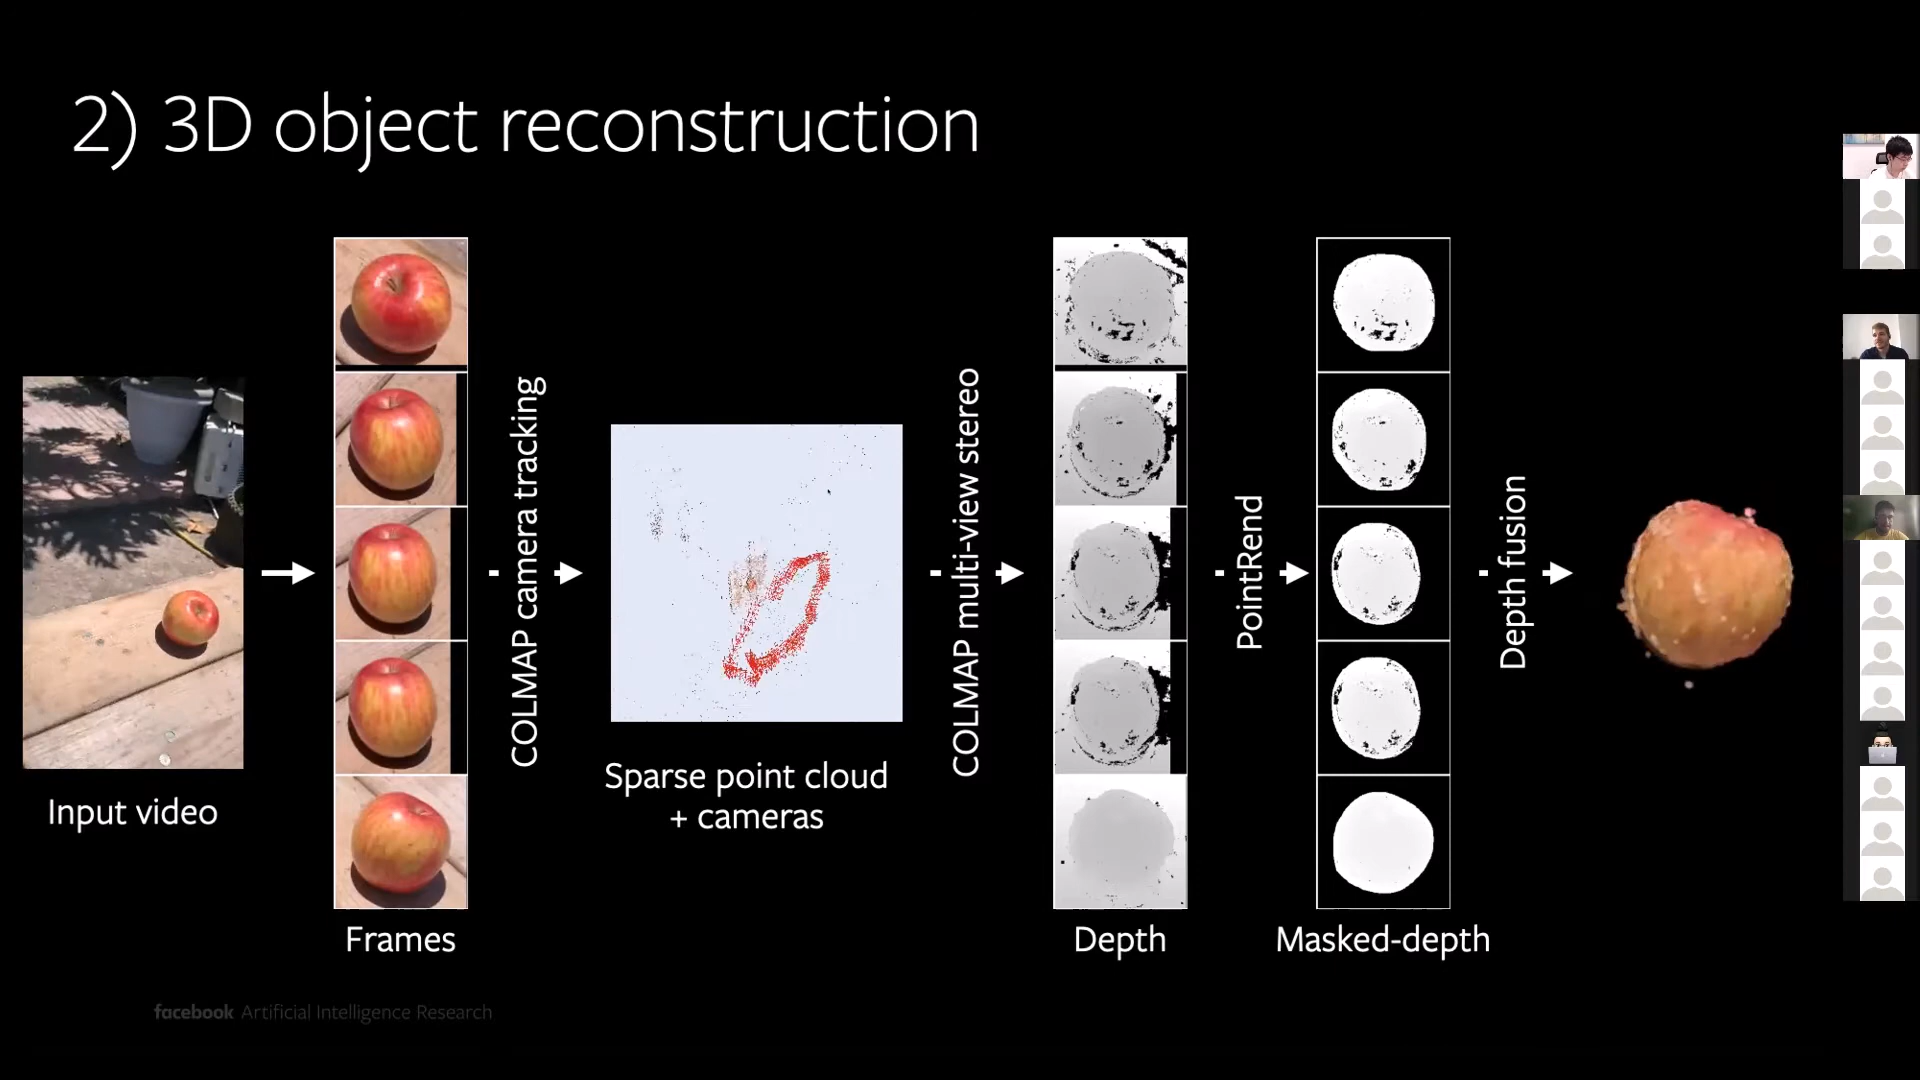 2) 3D object reconstruction
Input video
Frames
COLMAP camera tracking
Sparse point cloud
+ cameras
COLMAP multi-view stereo
Depth
PointRend
Masked-depth
Depth fusion
facebook Artificial Intelligence Research